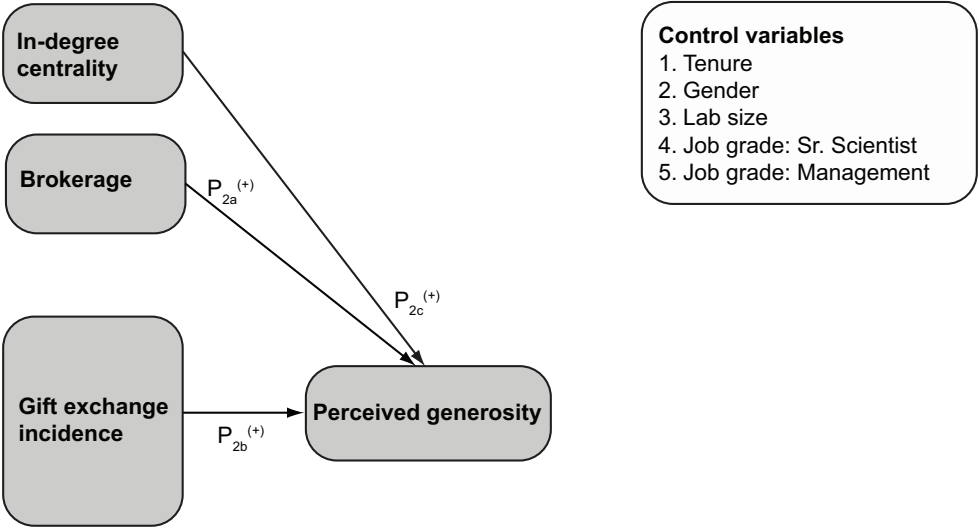 In-degree
centrality
Brokerage
P2a(+)
P2c(+)
Gift exchange
incidence
P2b(+)
Perceived generosity
Control variables
1. Tenure
2. Gender
3. Lab size
4. Job grade: Sr. Scientist
5. Job grade: Management